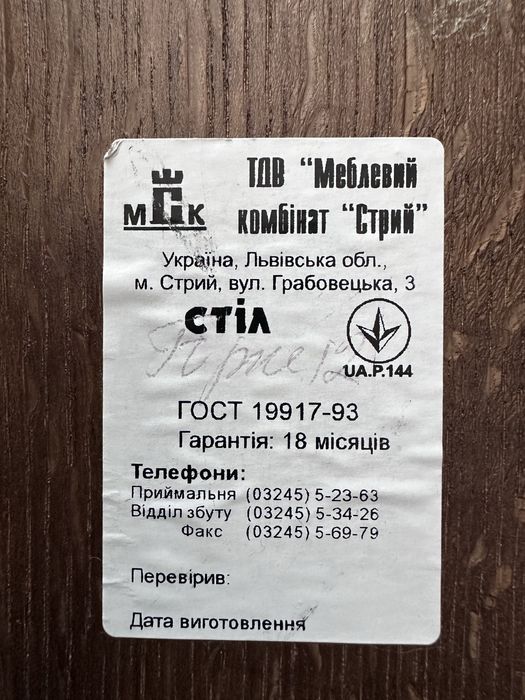 МСК
ТДВ "Меблевий
комбінат "Стрий"
Україна, Львівська обл.,
м. Стрий, вул. Грабовецька, 3
стіл
UA.P.144
ГОСТ 19917-93
Гарантія: 18 місяців
Телефони:
Приймальня (03245) 5-23-63
Відділ збуту (03245) 5-34-26
Факс (03245) 5-69-79
Перевірив:
Дата виготовлення